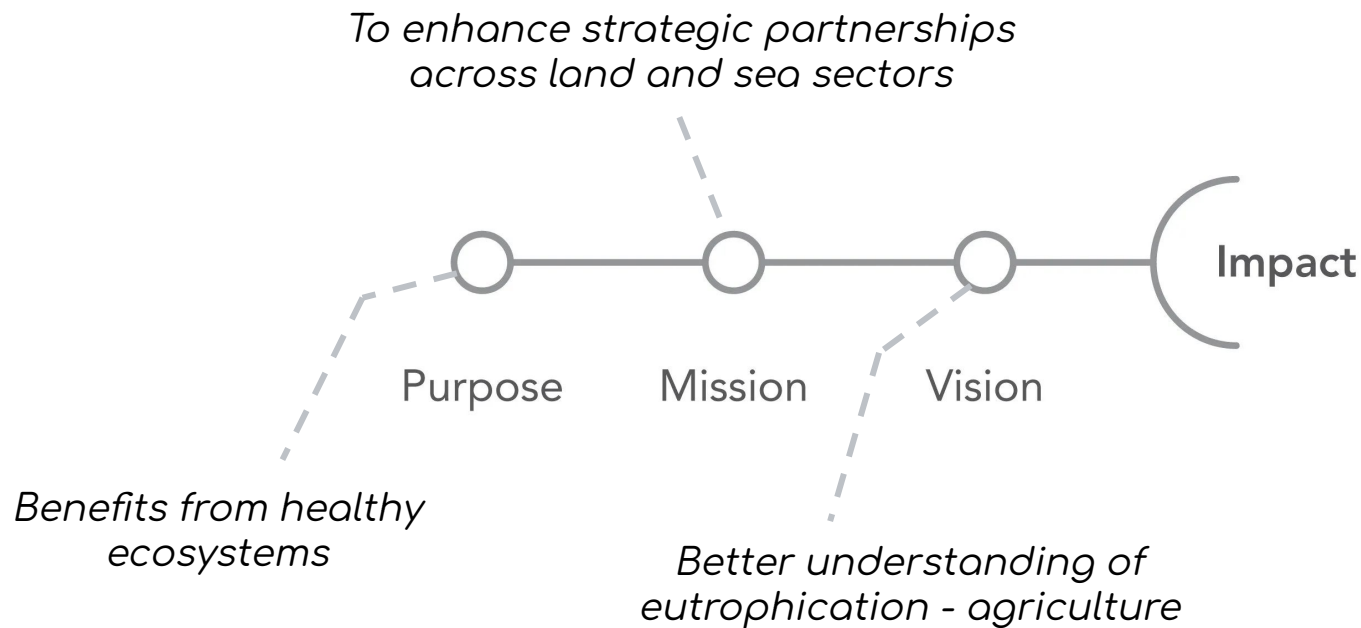 To enhance strategic partnerships
across land and sea sectors
Impact
Purpose
Mission
Vision
Benefits from healthy
ecosystems
Better understanding of
eutrophication - agriculture